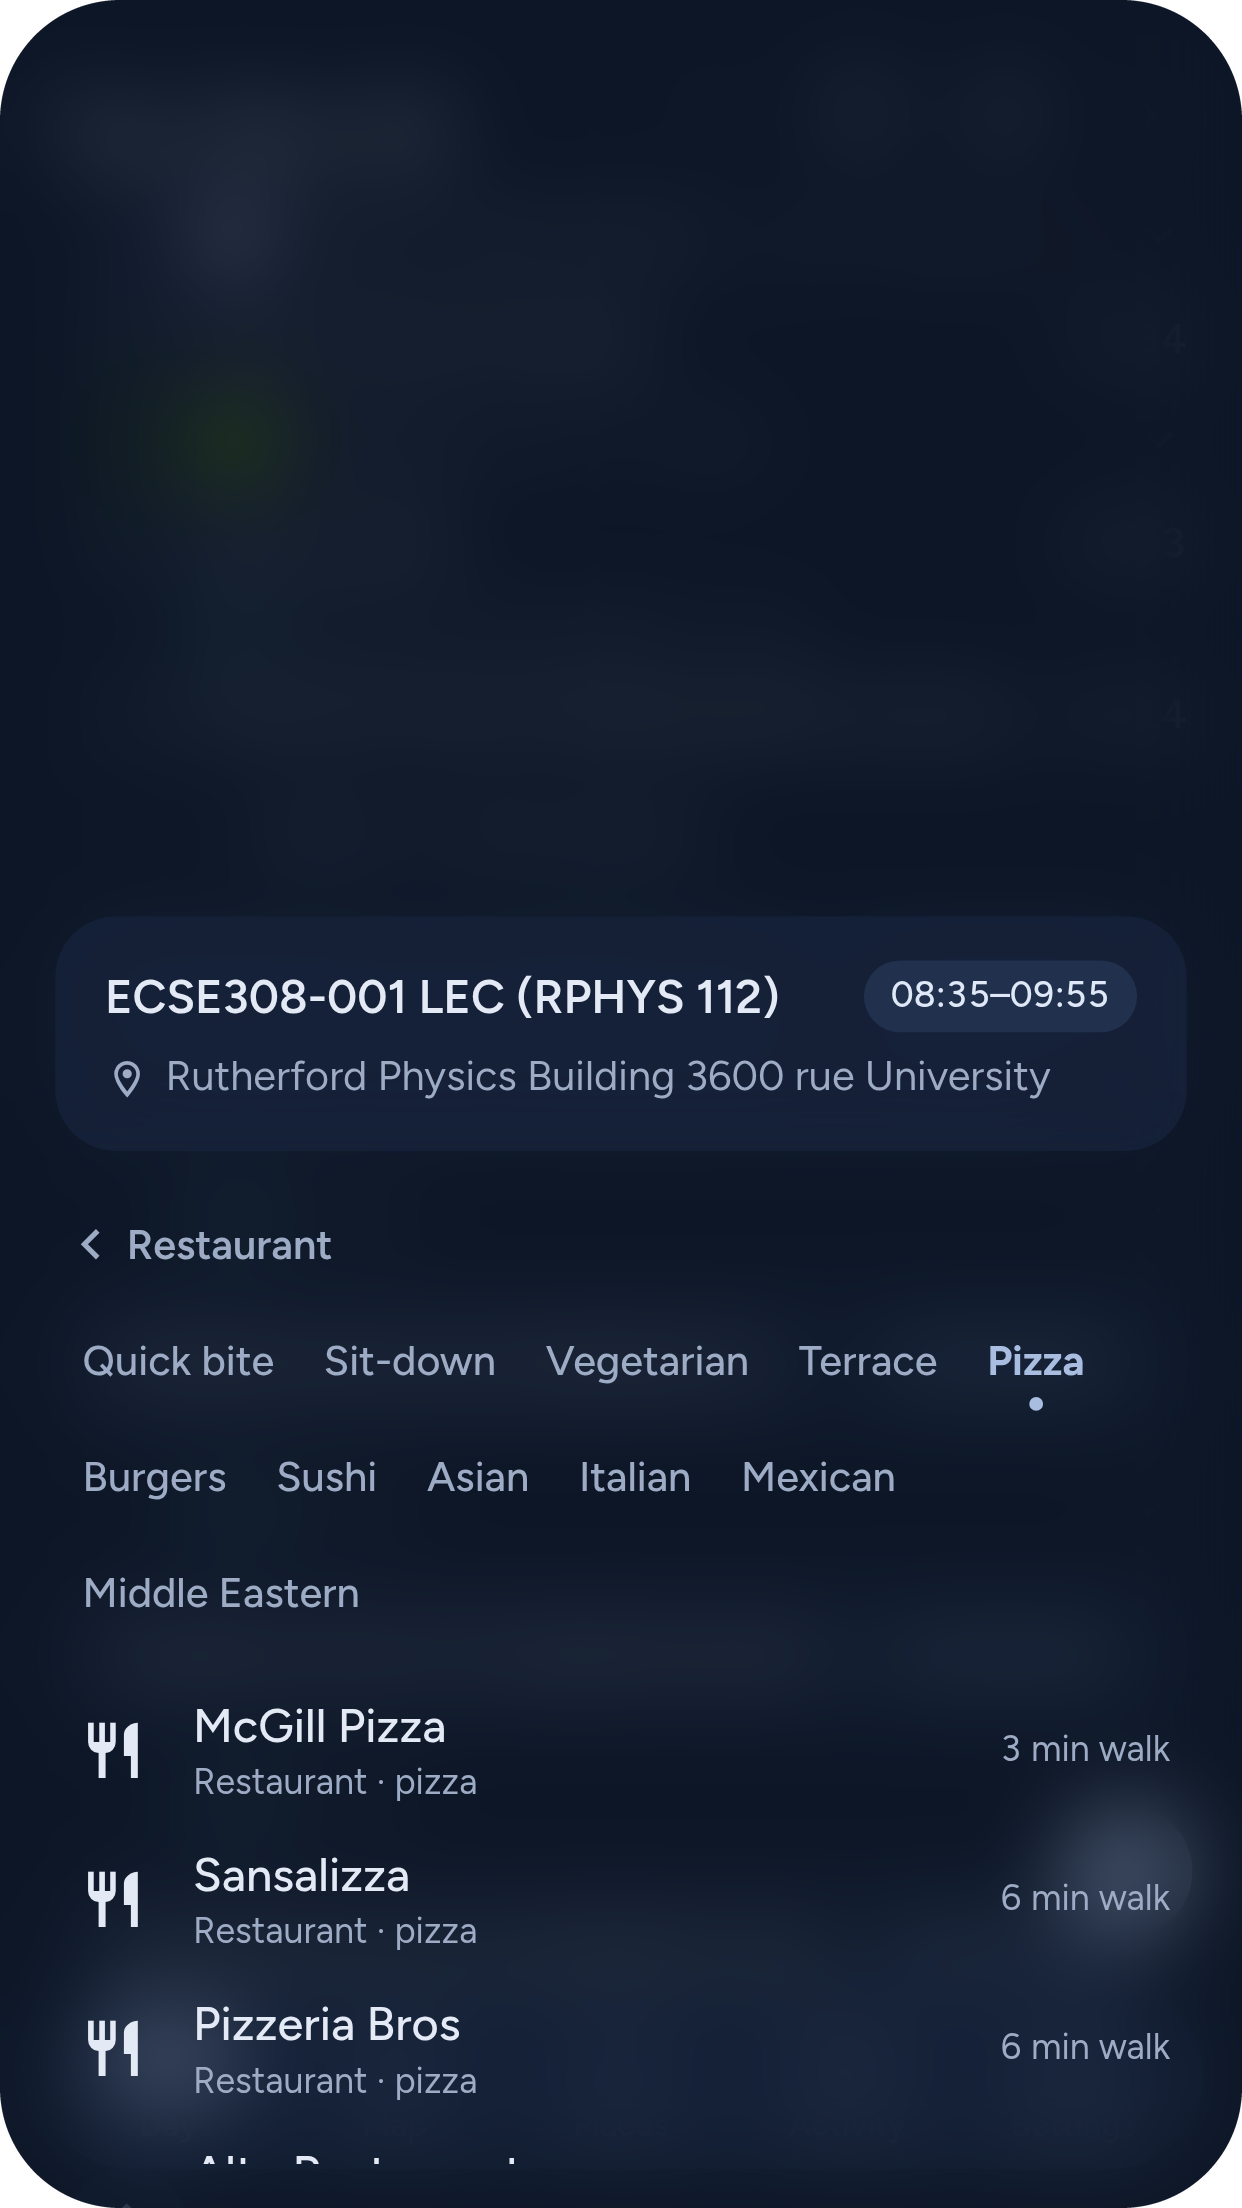 ECSE308-001 LEC (RPHYS 112) 08:35–09:55
Rutherford Physics Building 3600 rue University
Restaurant
Quick bite Sit-down Vegetarian Terrace Pizza
Burgers Sushi Asian Italian Mexican
Middle Eastern
McGill Pizza
Restaurant · pizza
3 min walk
Sansalizza
Restaurant · pizza
6 min walk
Pizzeria Bros
Restaurant · pizza
6 min walk